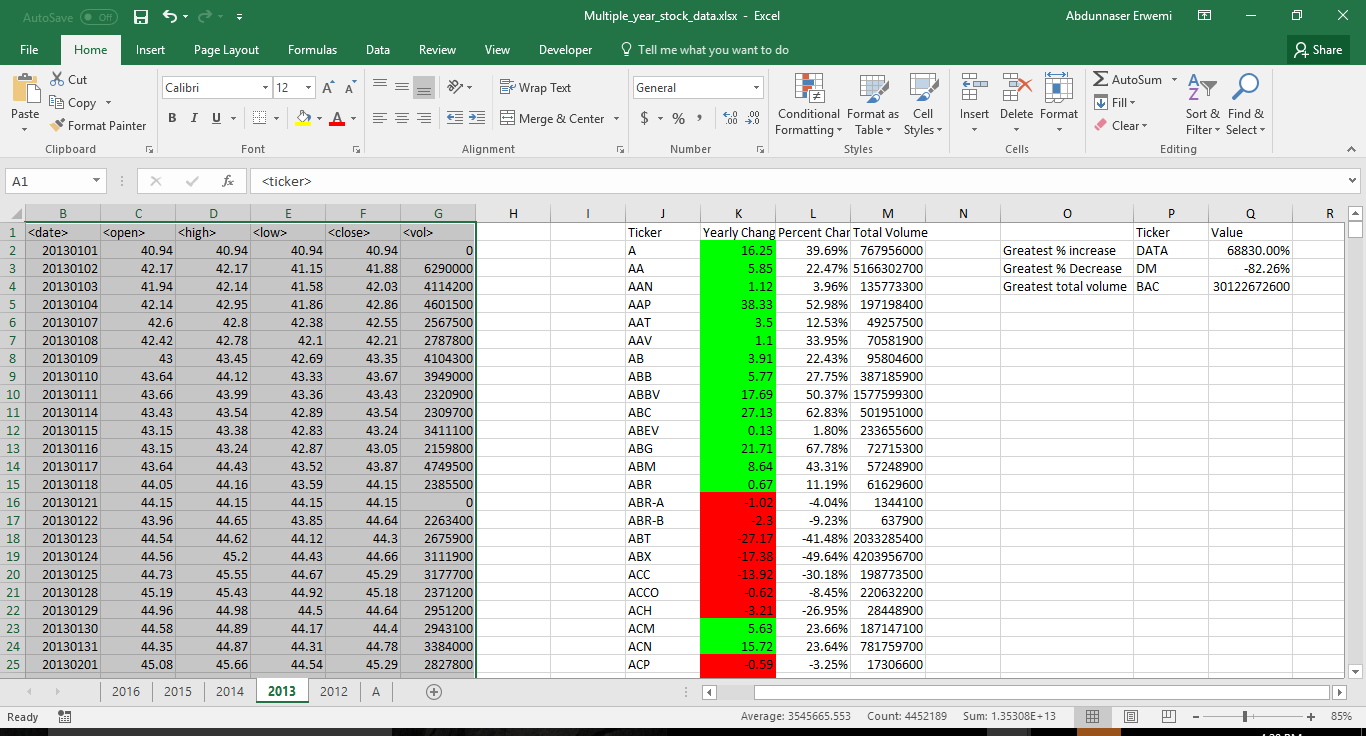 AutoSave Off Multiple_year_stock_data.xlsx - Excel Abdunnaser Erwemi
File Home Insert Page Layout Formulas Data Review View Developer Tell me what you want to do Share
Paste Cut Copy Format Painter Clipboard
Calibri 12 B I U A Font
Wrap Text Merge & Center Alignment
General $ % , Number
Conditional Formatting Format as Table Cell Styles Styles
Insert Delete Format Cells
AutoSum Fill Clear Sort & Filter Find & Select Editing
A1 fx <ticker>
B C D E F G H I J K L M N O P Q R
1 <date> <open> <high> <low> <close> <vol> Ticker Yearly Chang Percent Char Total Volume Ticker Value
2 20130101 40.94 40.94 40.94 40.94 0 A 16.25 39.69% 767956000 Greatest % increase DATA 68830.00%
3 20130102 42.17 42.17 41.15 41.88 6290000 AA 5.85 22.47% 5166302700 Greatest % Decrease DM -82.26%
4 20130103 41.94 42.14 41.58 42.03 4114200 AAN 1.12 3.96% 135773300 Greatest total volume BAC 30122672600
5 20130104 42.14 42.95 41.86 42.86 4601500 AAP 38.33 52.98% 197198400
6 20130107 42.6 42.8 42.38 42.55 2567500 AAT 3.5 12.53% 49257500
7 20130108 42.42 42.78 42.1 42.21 2787800 AAV 1.1 33.95% 70581900
8 20130109 43 43.45 42.69 43.35 4104300 AB 3.91 22.43% 95804600
9 20130110 43.64 44.12 43.33 43.67 3949000 ABB 5.77 27.75% 387185900
10 20130111 43.66 43.99 43.36 43.43 2320900 ABBV 17.69 50.37% 1577599300
11 20130114 43.43 43.54 42.89 43.54 2309700 ABC 27.13 62.83% 501951000
12 20130115 43.15 43.38 42.83 43.24 3411100 ABEV 0.13 1.80% 233655600
13 20130116 43.15 43.24 42.87 43.05 2159800 ABG 21.71 67.78% 72715300
14 20130117 43.64 44.43 43.52 43.87 4749500 ABM 8.64 43.31% 57248900
15 20130118 44.05 44.16 43.59 44.15 2385500 ABR 0.67 11.19% 61629600
16 20130121 44.15 44.15 44.15 44.15 0 ABR-A -1.02 -4.04% 1344100
17 20130122 43.96 44.65 43.85 44.64 2263400 ABR-B -2.3 -9.23% 637900
18 20130123 44.54 44.62 44.12 44.3 2675900 ABT -27.17 -41.48% 2033285400
19 20130124 44.56 45.2 44.43 44.66 3111900 ABX -17.38 -49.64% 4203956700
20 20130125 44.73 45.55 44.67 45.29 3177700 ACC -13.92 -30.18% 198773500
21 20130128 45.19 45.43 44.92 45.18 2371200 ACCO -0.62 -8.45% 220632200
22 20130129 44.96 44.98 44.5 44.64 2951200 ACH -3.21 -26.95% 28448900
23 20130130 44.58 44.89 44.17 44.4 2943100 ACM 5.63 23.66% 187147100
24 20130131 44.35 44.87 44.31 44.78 3384000 ACN 15.72 23.64% 781759700
25 20130201 45.08 45.66 44.54 45.29 2827800 ACP -0.59 -3.25% 17306600
2016 2015 2014 2013 2012 A
Ready Average: 3545665.553 Count: 4452189 Sum: 1.35308E+13 85%